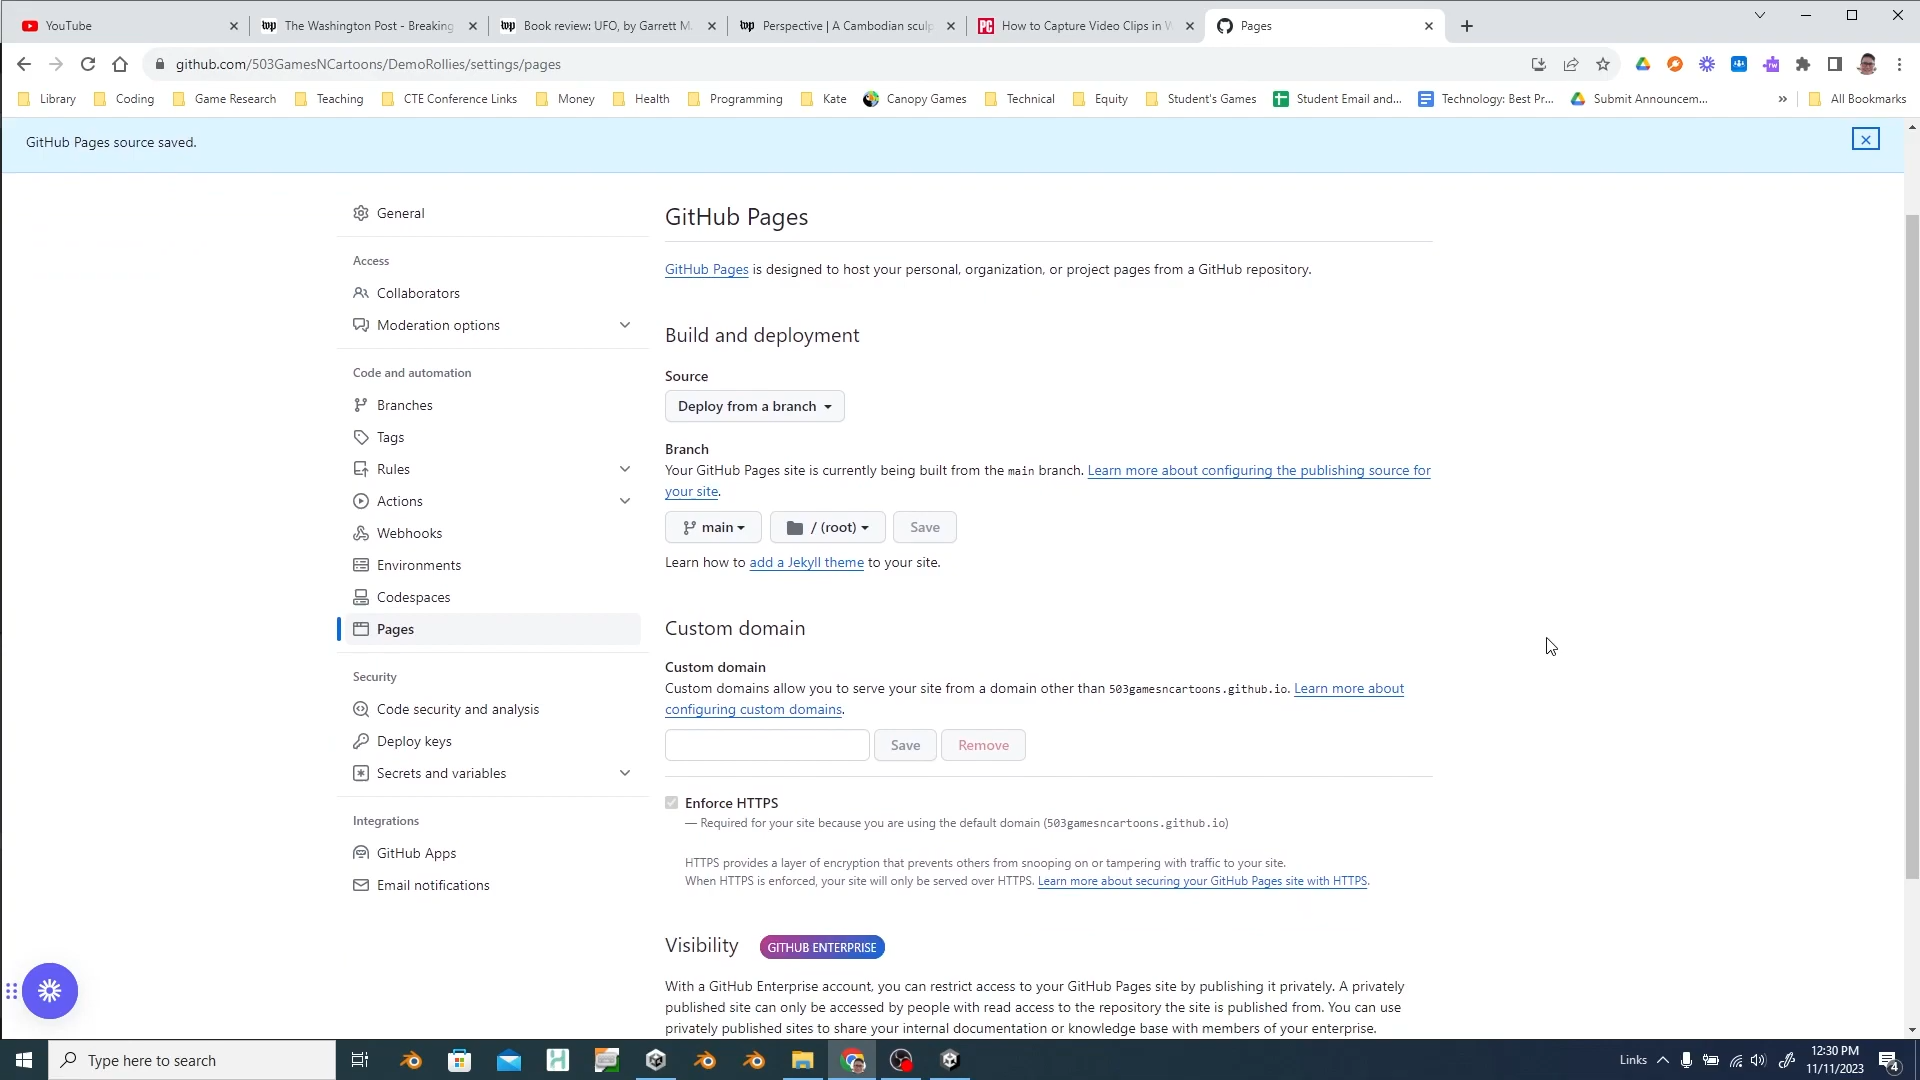 YouTube
The Washington Post - Breaking
Book review: UFO, by Garrett M.
Perspective | A Cambodian sculp
How to Capture Video Clips in W
Pages
github.com/503GamesNCartoons/DemoRollies/settings/pages
Library
Coding
Game Research
Teaching
CTE Conference Links
Money
Health
Programming
Kate
Canopy Games
Technical
Equity
Student's Games
Student Email and...
Technology: Best Pr...
Submit Announcem...
»
All Bookmarks
GitHub Pages source saved.
General
Access
Collaborators
Moderation options
Code and automation
Branches
Tags
Rules
Actions
Webhooks
Environments
Codespaces
Pages
Security
Code security and analysis
Deploy keys
Secrets and variables
Integrations
GitHub Apps
Email notifications
GitHub Pages
GitHub Pages is designed to host your personal, organization, or project pages from a GitHub repository.
Build and deployment
Source
Deploy from a branch
Branch
Your GitHub Pages site is currently being built from the main branch. Learn more about configuring the publishing source for
your site.
main
/ (root)
Save
Learn how to add a Jekyll theme to your site.
Custom domain
Custom domain
Custom domains allow you to serve your site from a domain other than 503gamesncartoons.github.io. Learn more about
configuring custom domains.
Save
Remove
Enforce HTTPS
— Required for your site because you are using the default domain (503gamesncartoons.github.io)
HTTPS provides a layer of encryption that prevents others from snooping on or tampering with traffic to your site.
When HTTPS is enforced, your site will only be served over HTTPS. Learn more about securing your GitHub Pages site with HTTPS.
Visibility
GITHUB ENTERPRISE
With a GitHub Enterprise account, you can restrict access to your GitHub Pages site by publishing it privately. A privately
published site can only be accessed by people with read access to the repository the site is published from. You can use
privately published sites to share your internal documentation or knowledge base with members of your enterprise.
Type here to search
Links
12:30 PM
11/11/2023
4